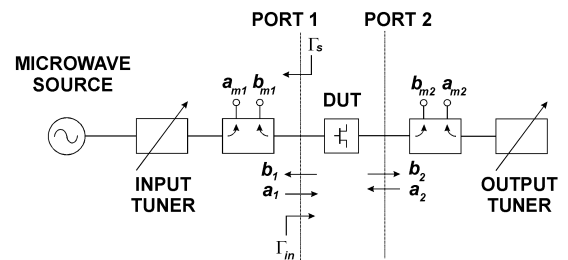 PORT 1
PORT 2
Γs
MICROWAVE
SOURCE
am1
bm1
DUT
bm2
am2
b1
a1
b2
a2
INPUT
TUNER
OUTPUT
TUNER
Γin